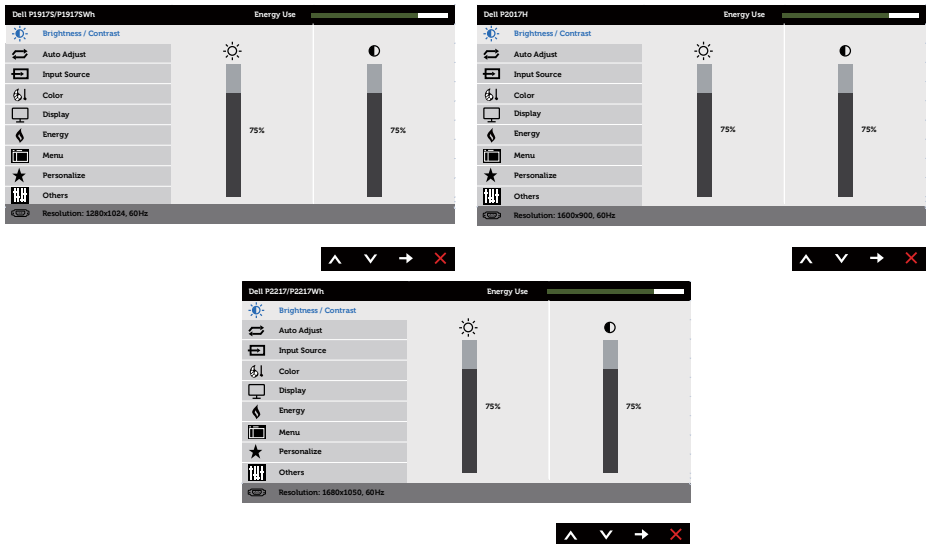 Dell P1917S/P1917SWh Energy Use
Brightness / Contrast
Auto Adjust
Input Source
Color
Display
Energy
Menu
Personalize
Others
75% 75%
Resolution: 1280x1024, 60Hz
Dell P2017H Energy Use
Brightness / Contrast
Auto Adjust
Input Source
Color
Display
Energy
Menu
Personalize
Others
75% 75%
Resolution: 1600x900, 60Hz
Dell P2217/P2217Wh Energy Use
Brightness / Contrast
Auto Adjust
Input Source
Color
Display
Energy
Menu
Personalize
Others
75% 75%
Resolution: 1680x1050, 60Hz